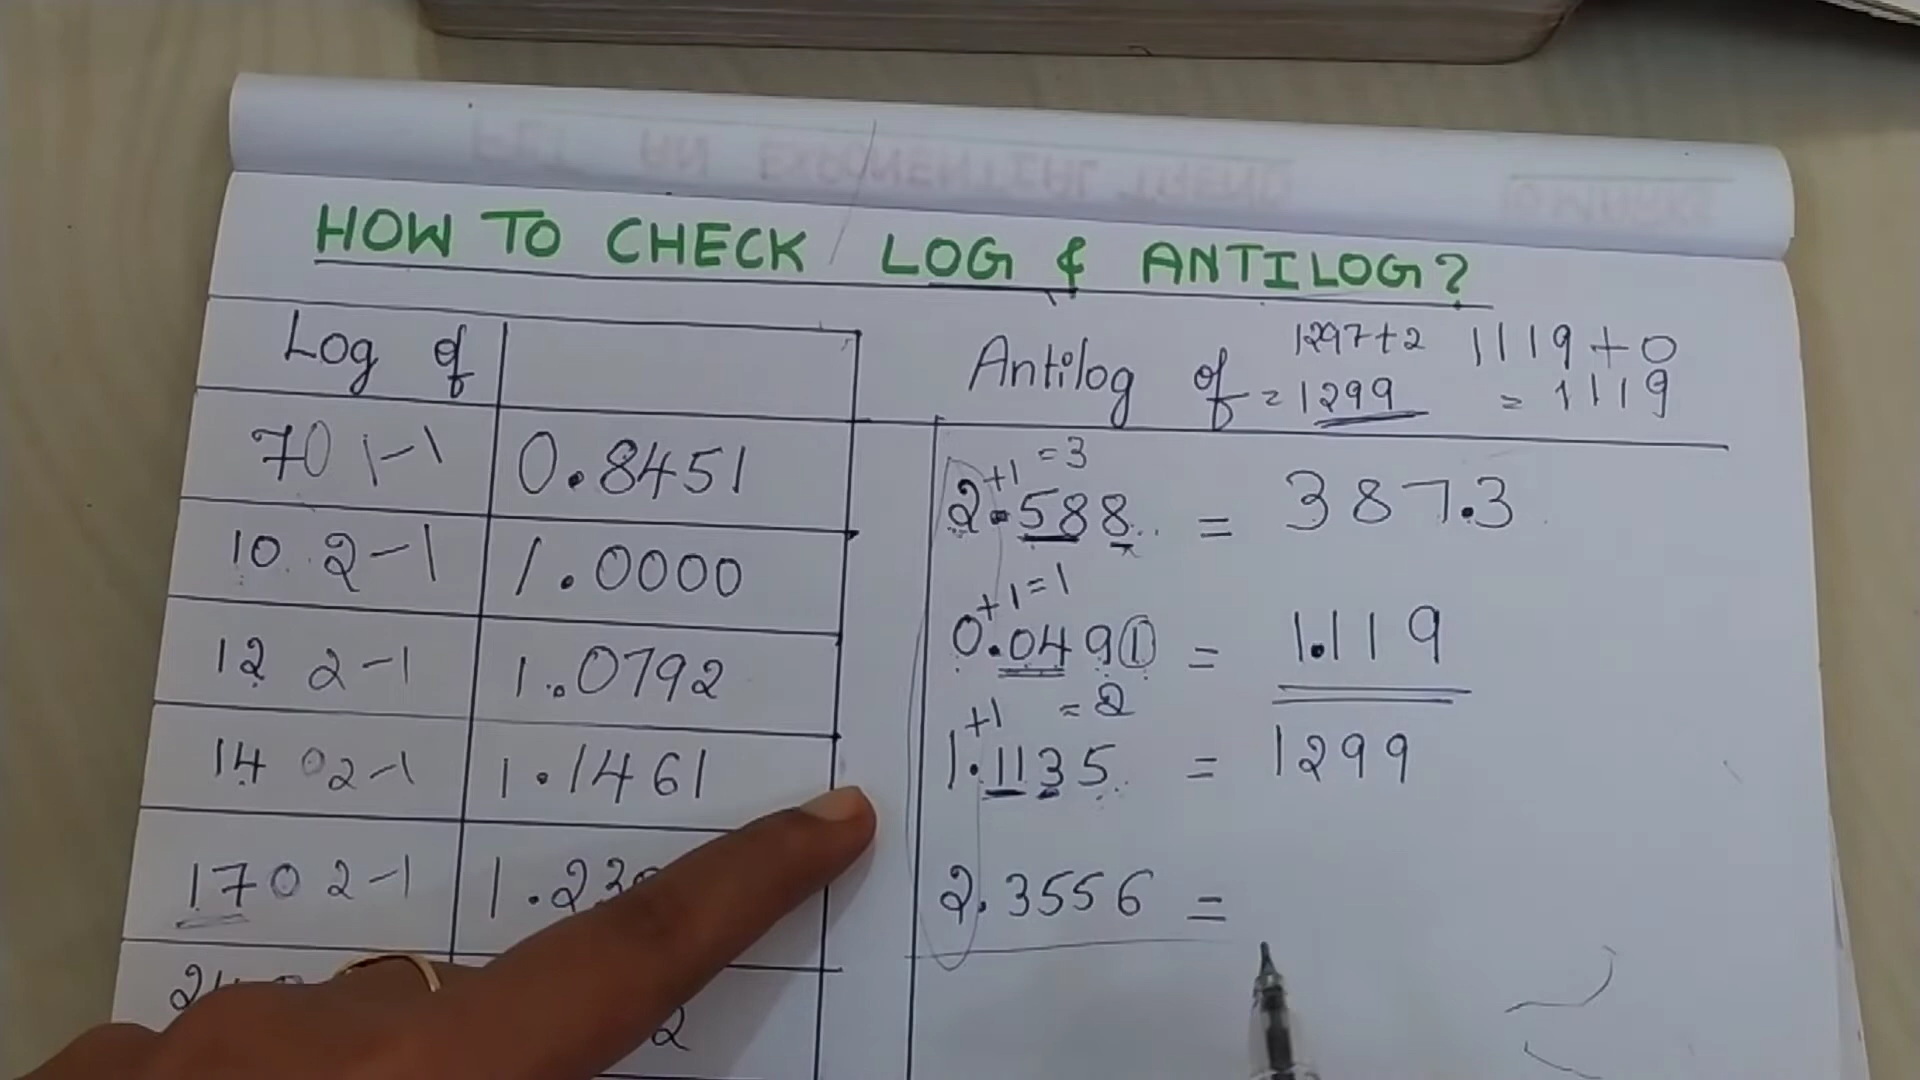 HOW TO CHECK LOG & ANTILOG?
Log of
Antilog of
1297+2
= 1299
1119+0
= 1119
70 1-1 0.8451
10 2-1 1.0000
12 2-1 1.0792
14 02-1 1.1461
170 2-1 1.23
2
+1 =3
2.588 = 387.3
+1=1
0.0491 = 1.119
+1 =2
1.1135 = 1299
2.3556 =